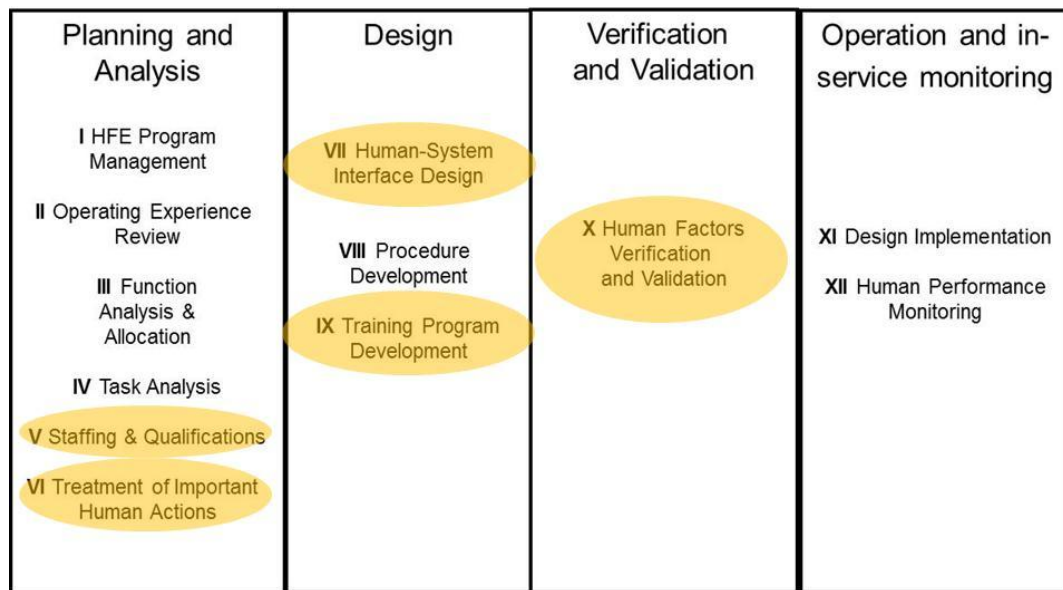 Planning and
Analysis
I HFE Program
Management
II Operating Experience
Review
III Function
Analysis &
Allocation
IV Task Analysis
V Staffing & Qualifications
VI Treatment of Important
Human Actions
Design
VII Human-System
Interface Design
VIII Procedure
Development
IX Training Program
Development
Verification
and Validation
X Human Factors
Verification
and Validation
Operation and in-
service monitoring
XI Design Implementation
XII Human Performance
Monitoring